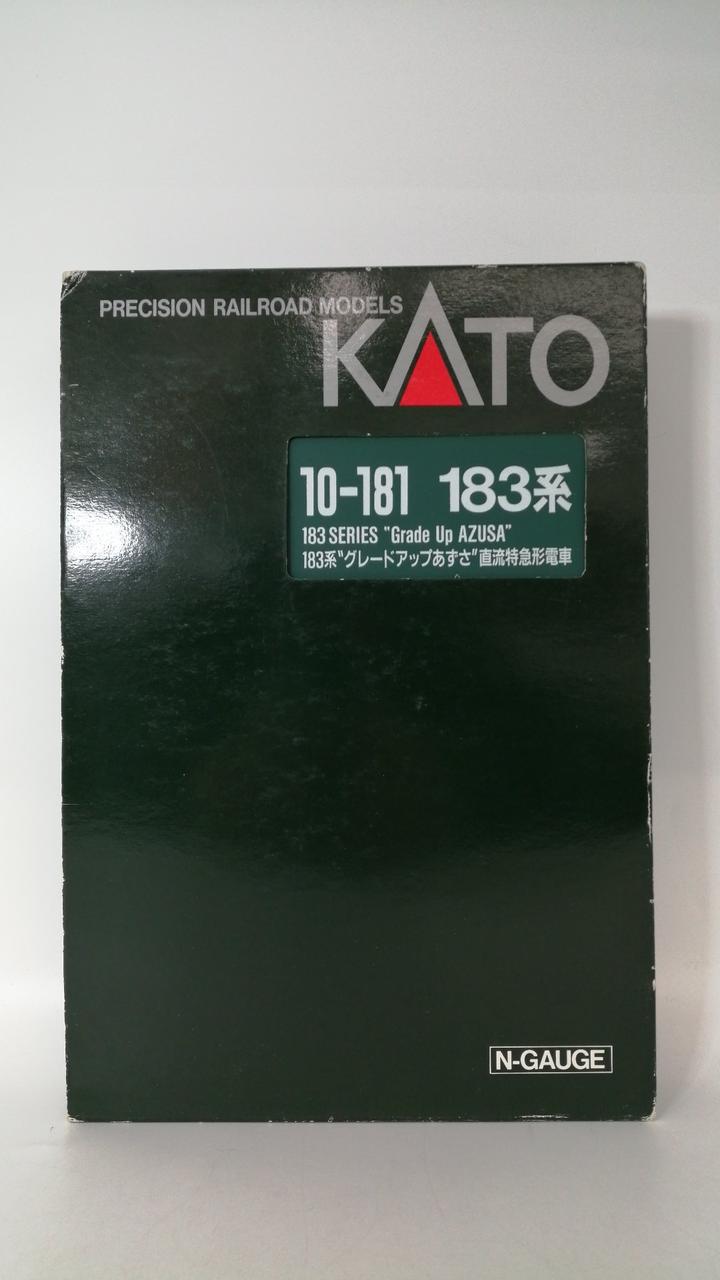 PRECISION RAILROAD MODELS
KATO
10-181 183系
183 SERIES "Grade Up AZUSA"
183系"グレードアップあずさ"直流特急形電車
N-GAUGE